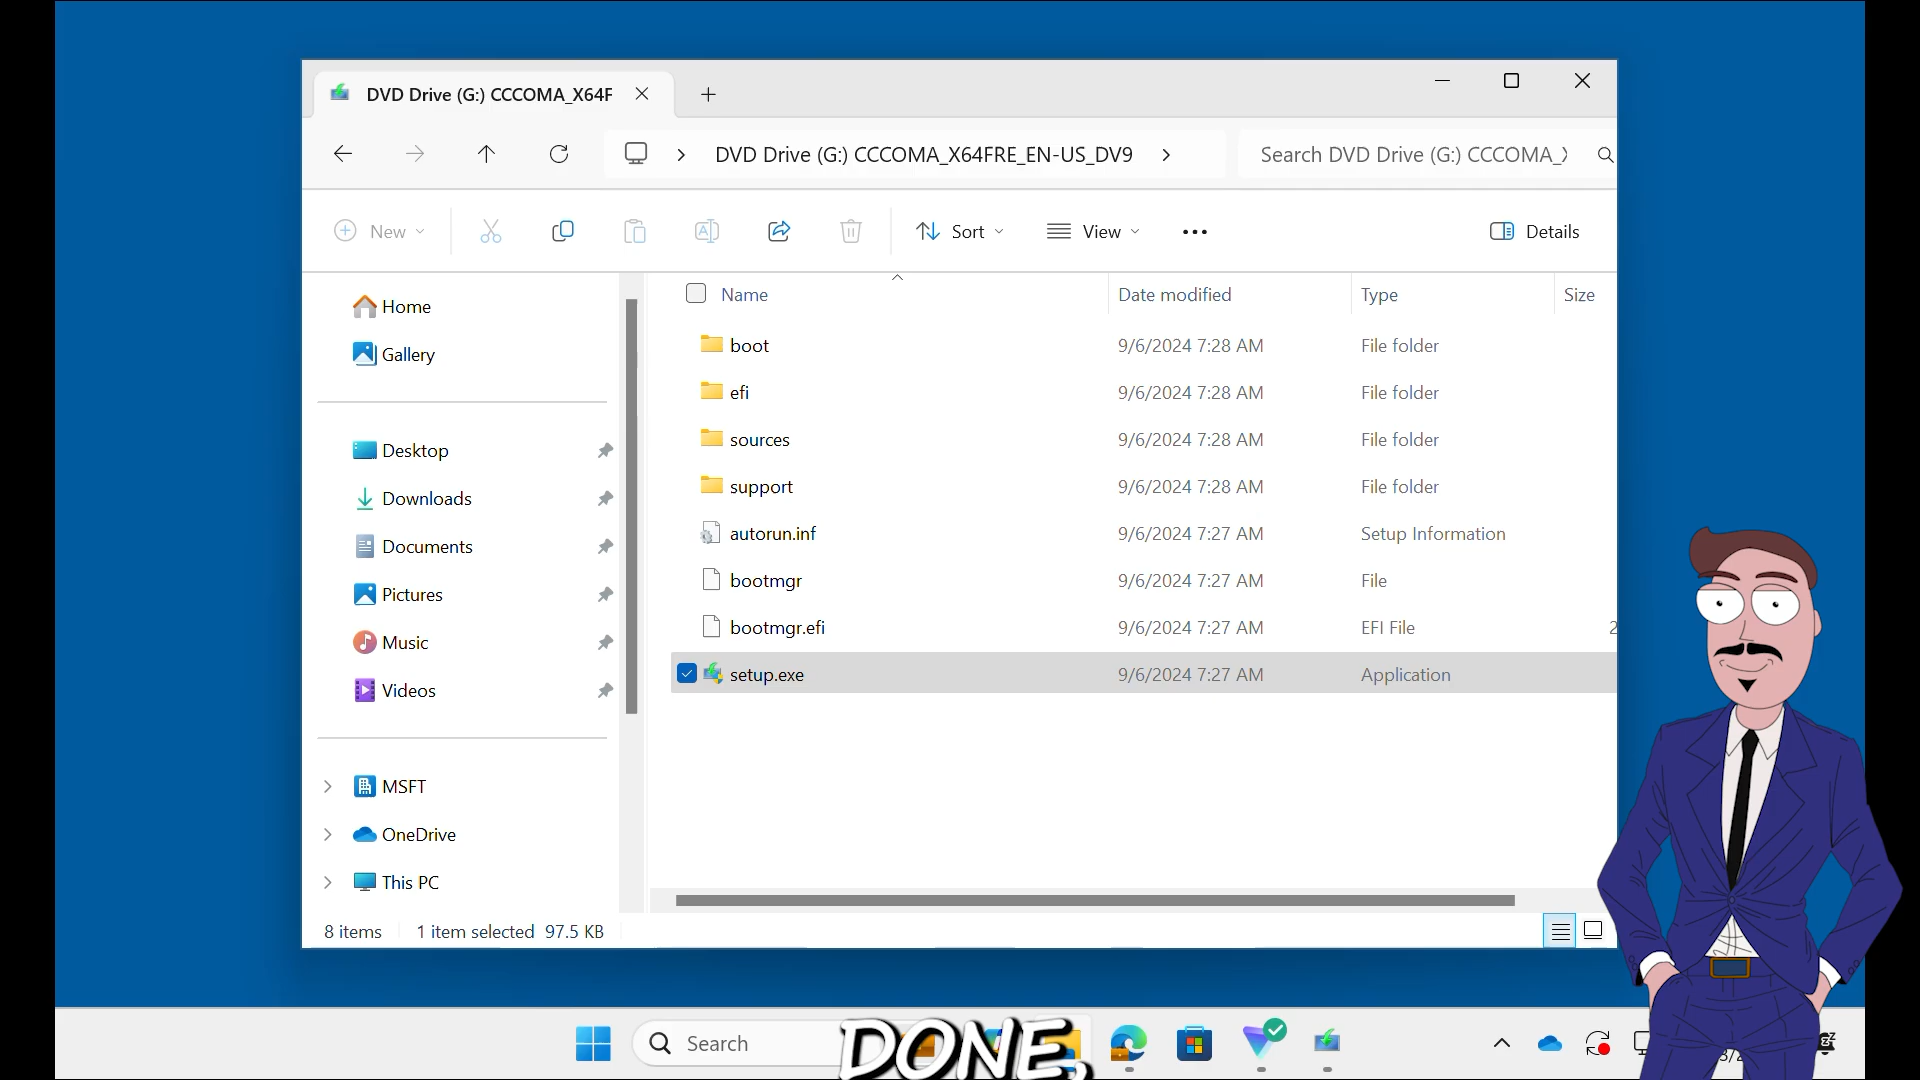 DVD Drive (G:) CCCOMA_X64F
DVD Drive (G:) CCCOMA_X64FRE_EN-US_DV9
Search DVD Drive (G:) CCCOMA_X
New
Sort
View
Details
Name Date modified Type Size
Home
Gallery
Desktop
Downloads
Documents
Pictures
Music
Videos
MSFT
OneDrive
This PC
boot 9/6/2024 7:28 AM File folder
efi 9/6/2024 7:28 AM File folder
sources 9/6/2024 7:28 AM File folder
support 9/6/2024 7:28 AM File folder
autorun.inf 9/6/2024 7:27 AM Setup Information
bootmgr 9/6/2024 7:27 AM File
bootmgr.efi 9/6/2024 7:27 AM EFI File 2
setup.exe 9/6/2024 7:27 AM Application
8 items 1 item selected 97.5 KB
Search
DONE,